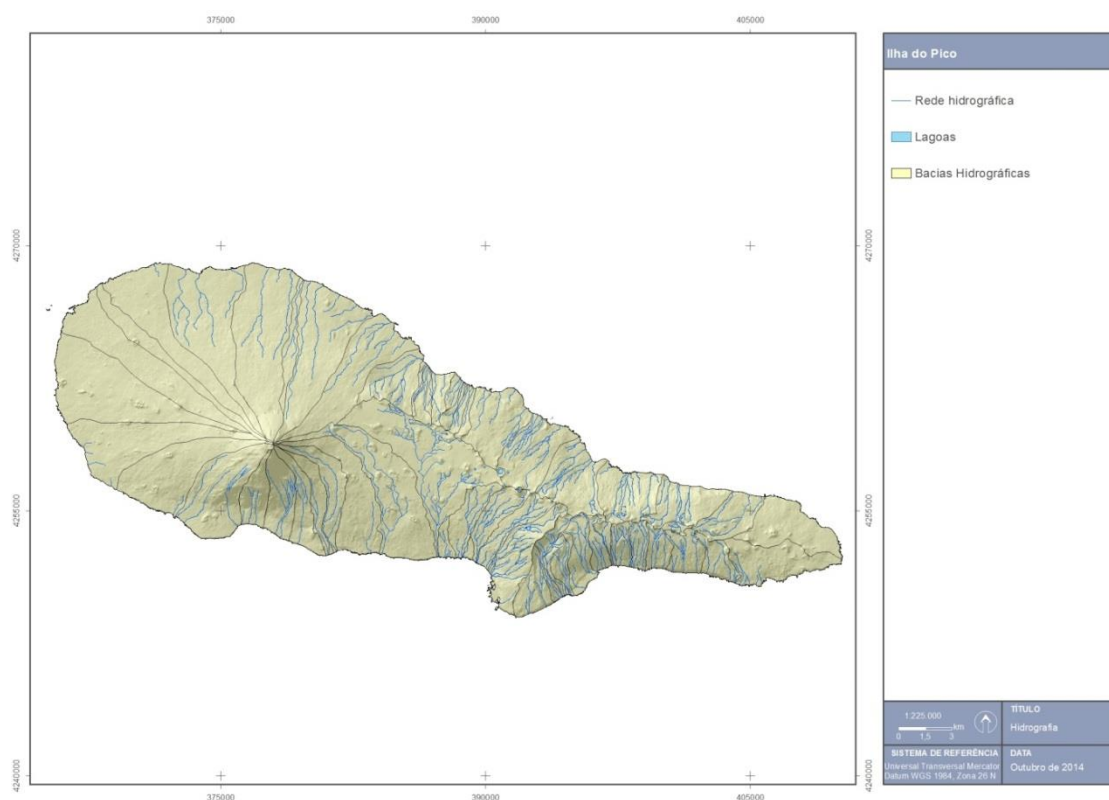 375000
390000
405000
Ilha do Pico
Rede hidrográfica
Lagoas
Bacias Hidrográficas
4270000
4270000
4255000
4255000
4240000
4240000
1:225.000
km
0 1,5 3
TÍTULO
Hidrografia
SISTEMA DE REFERÊNCIA
Universal Transversal Mercator
Datum WGS 1984, Zona 26 N
DATA
Outubro de 2014
375000
390000
405000